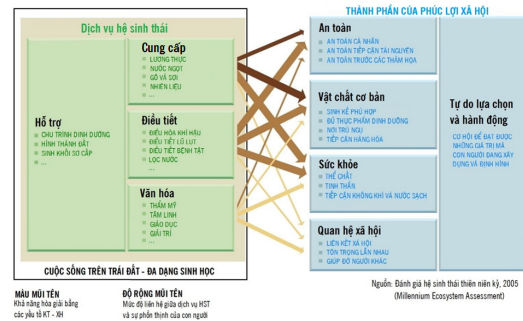 THÀNH PHẦN CỦA PHÚC LỢI XÃ HỘI
Dịch vụ hệ sinh thái
Hỗ trợ
CHU TRÌNH DINH DƯỠNG
HÌNH THÀNH ĐẤT
SINH KHỐI SƠ CẤP
...
Cung cấp
LƯƠNG THỰC
NƯỚC NGỌT
GỖ VÀ SỢI
NHIÊN LIỆU
...
Điều tiết
ĐIỀU HÒA KHÍ HẬU
ĐIỀU TIẾT LŨ LỤT
ĐIỀU TIẾT BỆNH TẬT
LỌC NƯỚC
...
Văn hóa
THẨM MỸ
TÂM LINH
GIÁO DỤC
GIẢI TRÍ
...
CUỘC SỐNG TRÊN TRÁI ĐẤT - ĐA DẠNG SINH HỌC
An toàn
AN TOÀN CÁ NHÂN
AN TOÀN TIẾP CẬN TÀI NGUYÊN
AN TOÀN TRƯỚC CÁC THẢM HỌA
Vật chất cơ bản
SINH KẾ PHÙ HỢP
ĐỦ THỰC PHẨM DINH DƯỠNG
NƠI TRÚ NGỤ
TIẾP CẬN HÀNG HÓA
Sức khỏe
THỂ CHẤT
TINH THẦN
TIẾP CẬN KHÔNG KHÍ VÀ NƯỚC SẠCH
Quan hệ xã hội
LIÊN KẾT XÃ HỘI
TÔN TRỌNG LẪN NHAU
GIÚP ĐỠ NGƯỜI KHÁC
Tự do lựa chọn
và hành động
CƠ HỘI ĐỂ ĐẠT ĐƯỢC
NHỮNG GIÁ TRỊ MÀ
CON NGƯỜI ĐANG XÂY
DỰNG VÀ ĐỊNH HÌNH
MÀU MŨI TÊN
Khả năng hòa giải bằng
các yếu tố KT - XH
ĐỘ RỘNG MŨI TÊN
Mức độ liên hệ giữa dịch vụ HST
và sự phồn thịnh của con người
Nguồn: Đánh giá hệ sinh thái thiên niên kỷ, 2005
(Millennium Ecosystem Assessment)